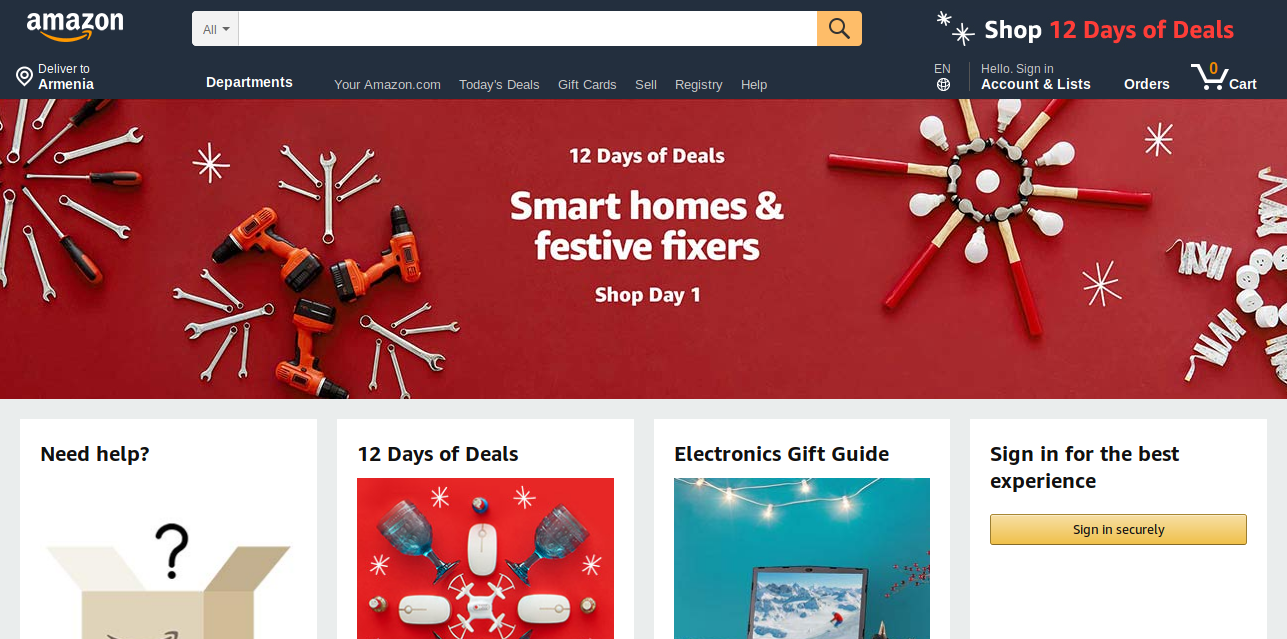 amazon
All
Shop 12 Days of Deals
Deliver to
Armenia
Departments
Your Amazon.com
Today's Deals
Gift Cards
Sell
Registry
Help
EN
Hello. Sign in
Account & Lists
Orders
0
Cart
12 Days of Deals
Smart homes &
festive fixers
Shop Day 1
Need help?
?
12 Days of Deals
Electronics Gift Guide
Sign in for the best
experience
Sign in securely